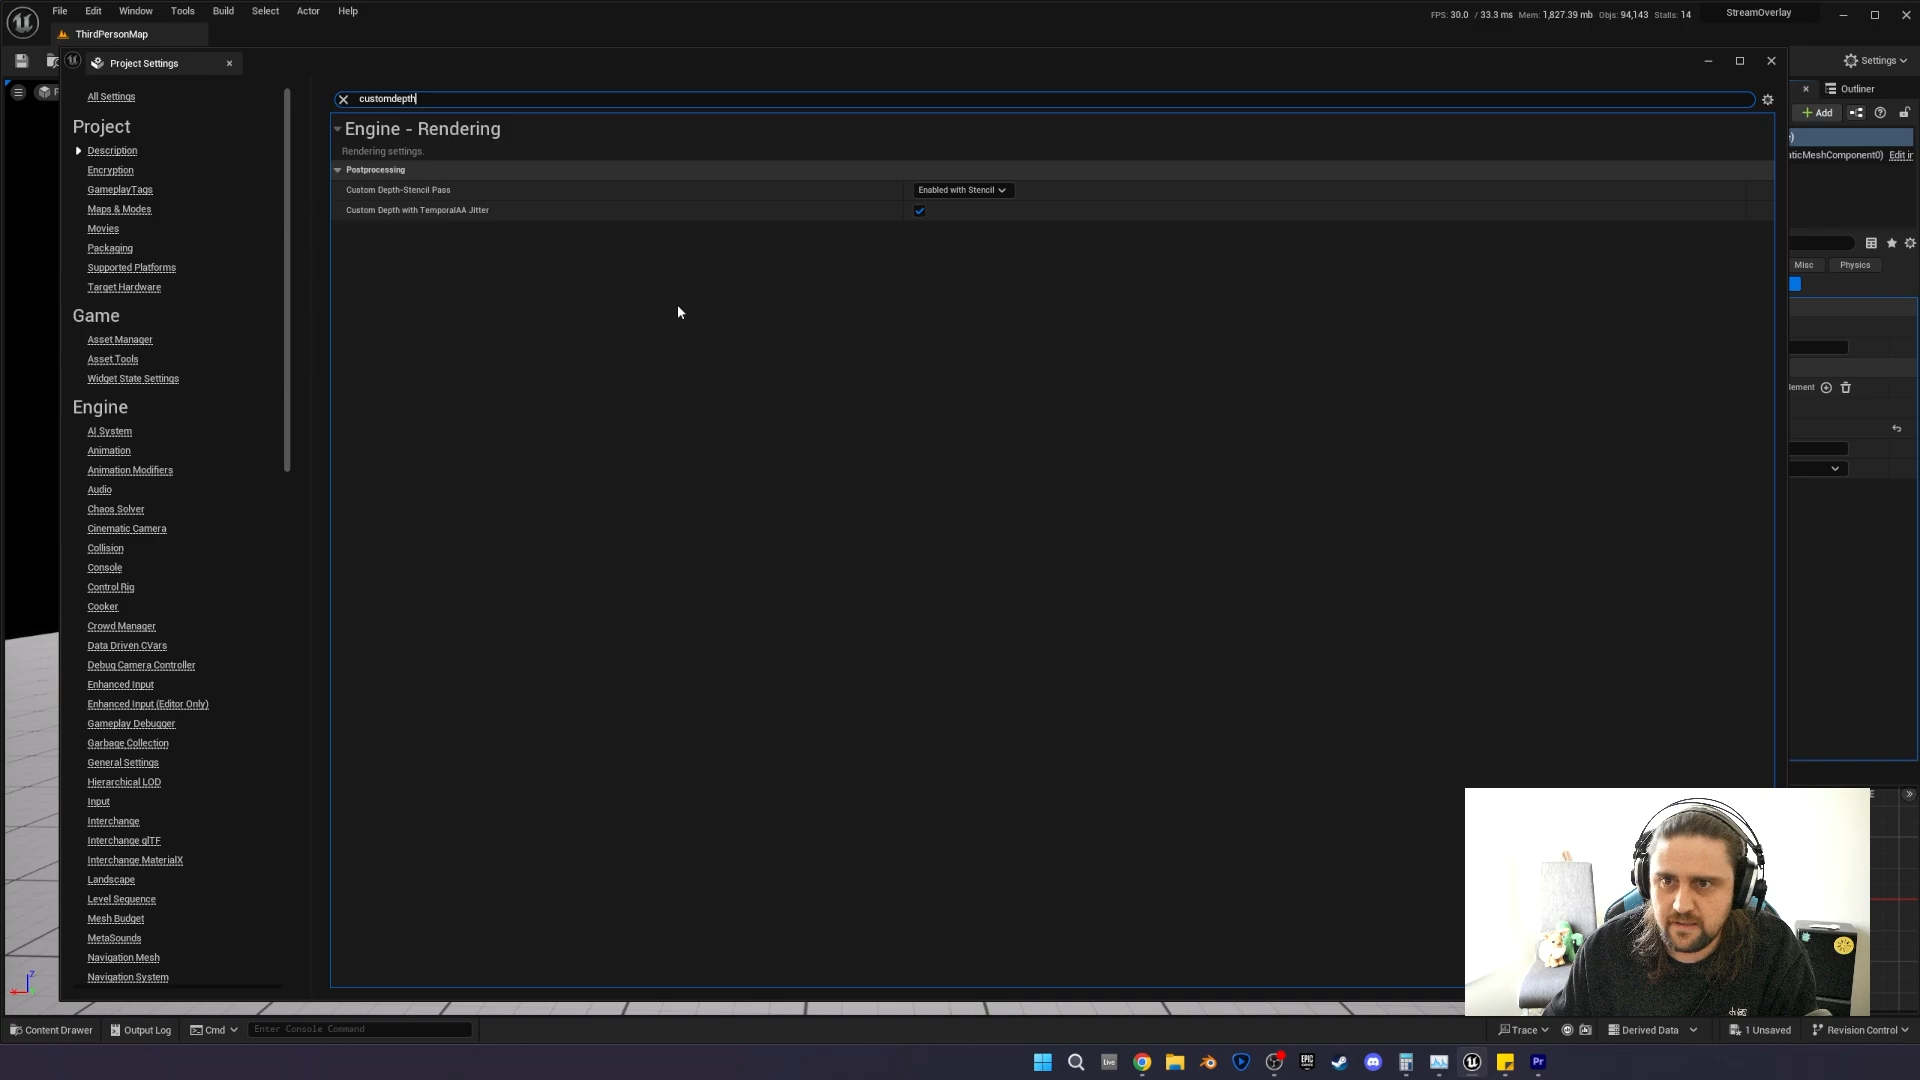 File Edit Window Tools Build Select Actor Help
FPS: 30.0 / 33.3 ms Mem: 1,827.39 mb Objs: 94,143 Stalls: 14
StreamOverlay
ThirdPersonMap
Project Settings
Settings
Outliner
All Settings
customdepth
Add
Project
Engine - Rendering
Rendering settings.
Description
Encryption
GameplayTags
Maps & Modes
Movies
Packaging
Supported Platforms
Target Hardware
Postprocessing
Custom Depth-Stencil Pass Enabled with Stencil
Custom Depth with TemporalAA Jitter
aticMeshComponent0) Edit in
Misc Physics
Game
Asset Manager
Asset Tools
Widget State Settings
lement
Engine
AI System
Animation
Animation Modifiers
Audio
Chaos Solver
Cinematic Camera
Collision
Console
Control Rig
Cooker
Crowd Manager
Data Driven CVars
Debug Camera Controller
Enhanced Input
Enhanced Input (Editor Only)
Gameplay Debugger
Garbage Collection
General Settings
Hierarchical LOD
Input
Interchange
Interchange glTF
Interchange MaterialX
Landscape
Level Sequence
Mesh Budget
MetaSounds
Navigation Mesh
Navigation System
Z
Content Drawer Output Log Cmd Enter Console Command
Trace Derived Data 1 Unsaved Revision Control
Live
EPIC
Pr